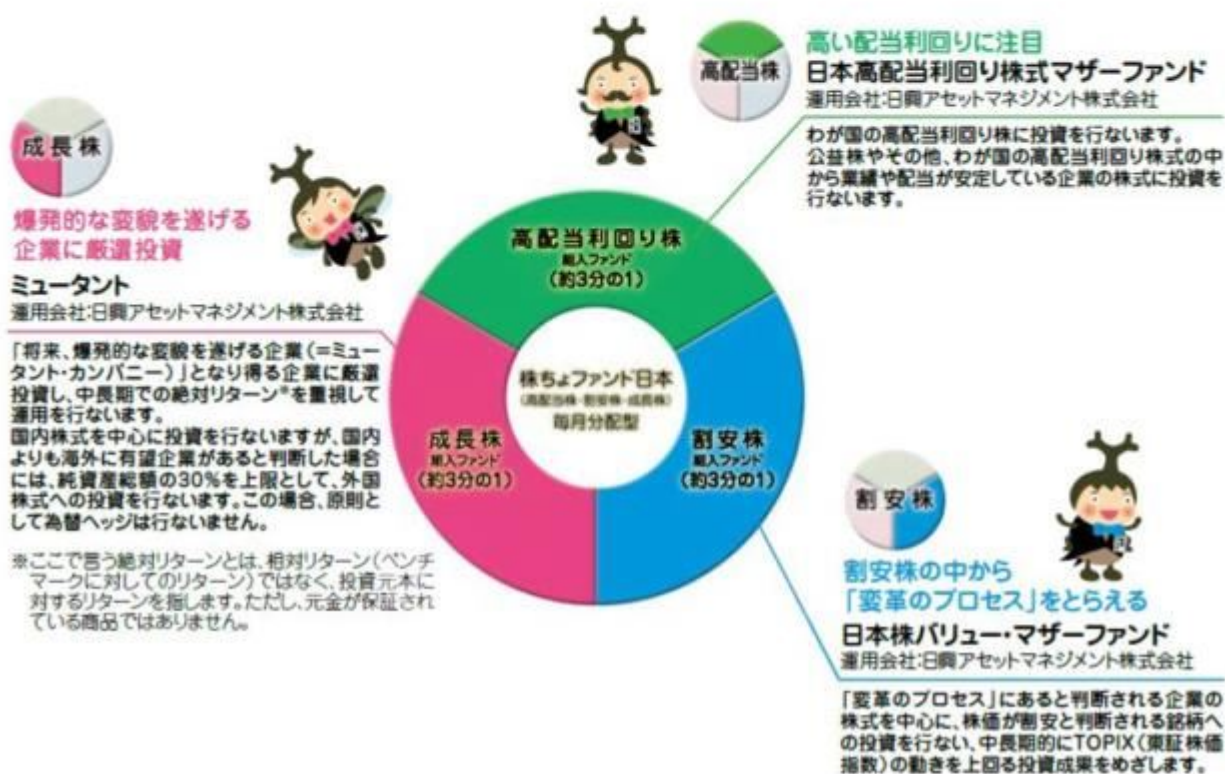 高配当株
高い配当利回りに注目
日本高配当利回り株式マザーファンド
運用会社:日興アセットマネジメント株式会社
わが国の高配当利回り株に投資を行ないます。
公益株やその他、わが国の高配当利回り株式の中
から業績や配当が安定している企業の株式に投資を
行ないます。
成長株
爆発的な変貌を遂げる
企業に厳選投資
ミュータント
運用会社:日興アセットマネジメント株式会社
「将来、爆発的な変貌を遂げる企業(=ミュー
タント・カンパニー)」となり得る企業に厳選
投資し、中長期での絶対リターン※を重視して
運用を行ないます。
国内株式を中心に投資を行ないますが、国内
よりも海外に有望企業があると判断した場合
には、純資産総額の30%を上限として、外国
株式への投資を行ないます。この場合、原則と
して為替ヘッジは行ないません。
※ここで言う絶対リターンとは、相対リターン(ベンチ
マークに対してのリターン)ではなく、投資元本に
対するリターンを指します。ただし、元金が保証され
ている商品ではありません。
高配当利回り株
組入ファンド
(約3分の1)
株ちょファンド日本
(高配当株・割安株・成長株)
毎月分配型
成長株
組入ファンド
(約3分の1)
割安株
組入ファンド
(約3分の1)
割安株
割安株の中から
「変革のプロセス」をとらえる
日本株バリュー・マザーファンド
運用会社:日興アセットマネジメント株式会社
「変革のプロセス」にあると判断される企業の
株式を中心に、株価が割安と判断される銘柄へ
の投資を行ない、中長期的にTOPIX(東証株価
指数)の動きを上回る投資成果をめざします。